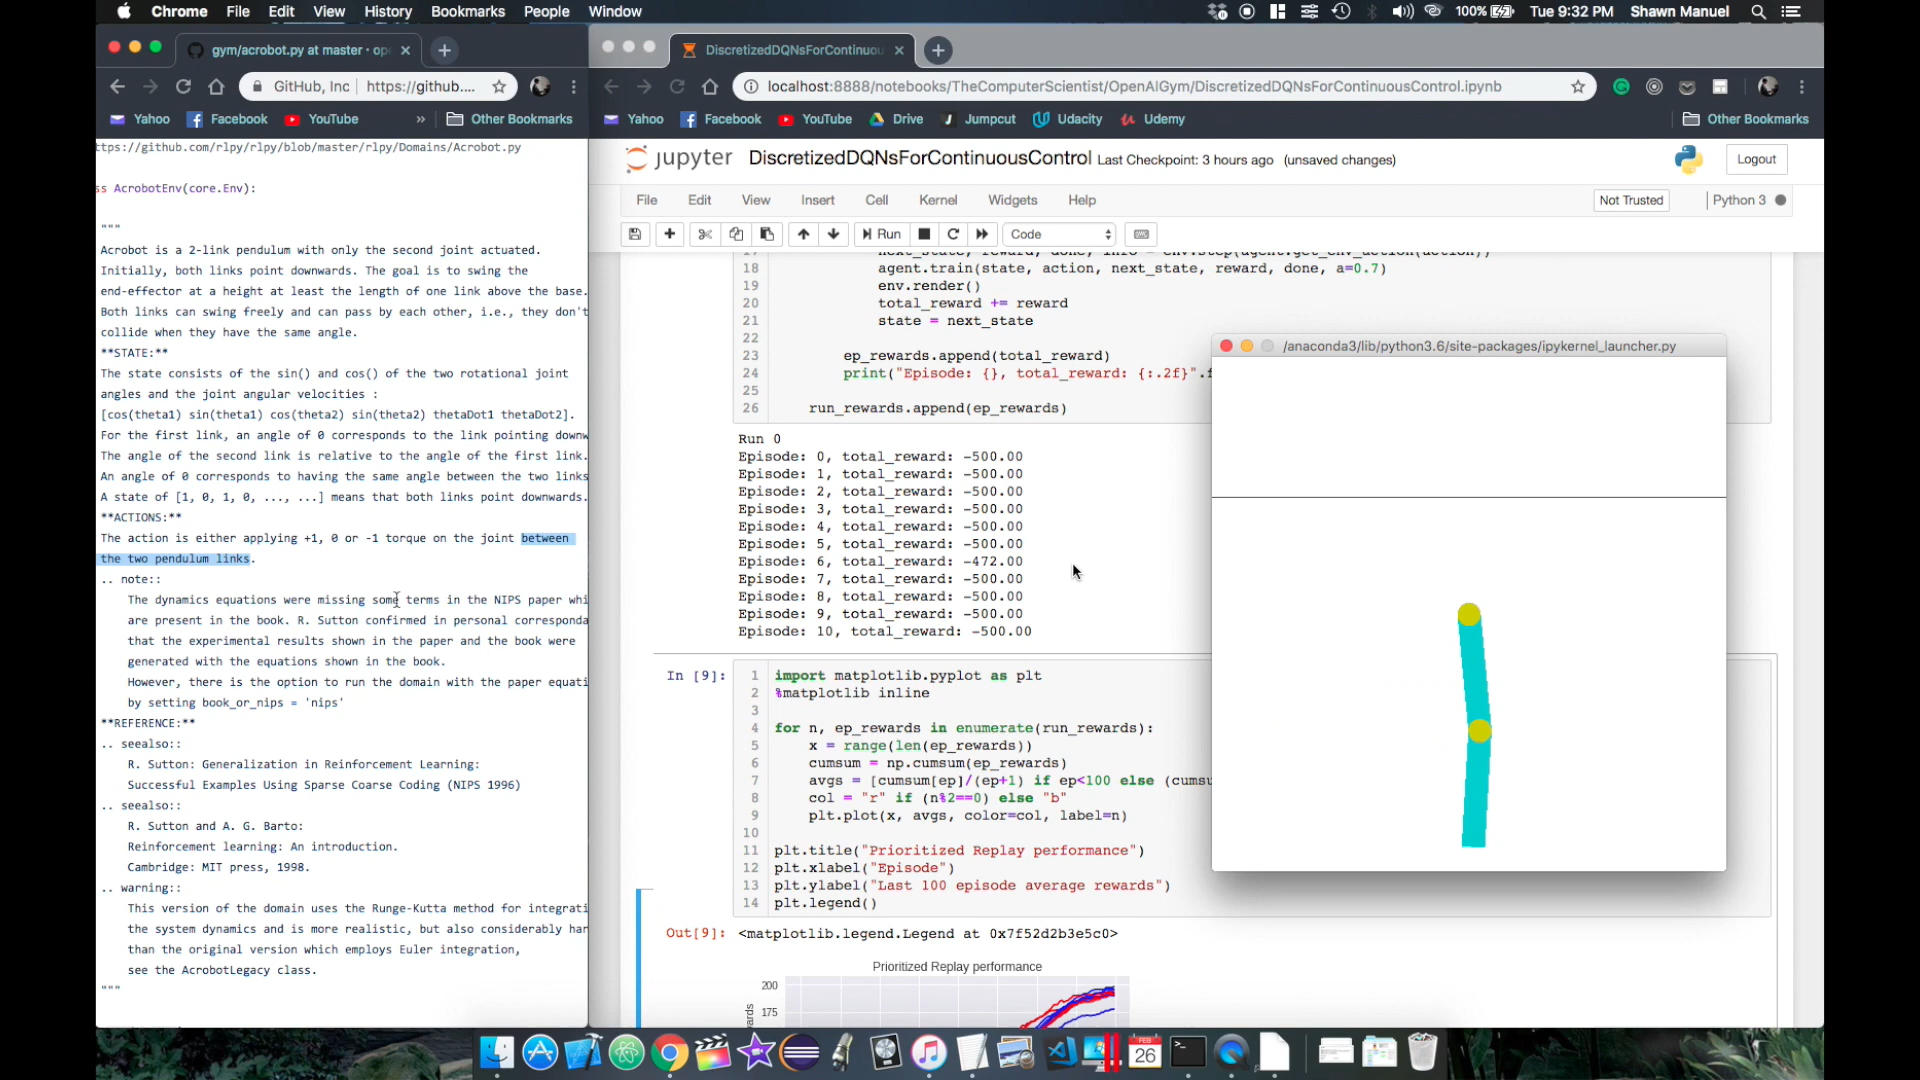 Chrome File Edit View History Bookmarks People Window 100% Tue 9:32 PM Shawn Manuel
gym/acrobot.py at master · ope
GitHub, Inc https://github....
Yahoo Facebook YouTube » Other Bookmarks
ttps://github.com/rlpy/rlpy/blob/master/rlpy/Domains/Acrobot.py
ss AcrobotEnv(core.Env):
"""
Acrobot is a 2-link pendulum with only the second joint actuated.
Initially, both links point downwards. The goal is to swing the
end-effector at a height at least the length of one link above the base.
Both links can swing freely and can pass by each other, i.e., they don't
collide when they have the same angle.
**STATE:**
The state consists of the sin() and cos() of the two rotational joint
angles and the joint angular velocities :
[cos(theta1) sin(theta1) cos(theta2) sin(theta2) thetaDot1 thetaDot2].
For the first link, an angle of 0 corresponds to the link pointing downw
The angle of the second link is relative to the angle of the first link.
An angle of 0 corresponds to having the same angle between the two links
A state of [1, 0, 1, 0, ..., ...] means that both links point downwards.
**ACTIONS:**
The action is either applying +1, 0 or -1 torque on the joint between
the two pendulum links.
.. note::
The dynamics equations were missing some terms in the NIPS paper whi
are present in the book. R. Sutton confirmed in personal corresponda
that the experimental results shown in the paper and the book were
generated with the equations shown in the book.
However, there is the option to run the domain with the paper equati
by setting book_or_nips = 'nips'
**REFERENCE:**
.. seealso::
R. Sutton: Generalization in Reinforcement Learning:
Successful Examples Using Sparse Coarse Coding (NIPS 1996)
.. seealso::
R. Sutton and A. G. Barto:
Reinforcement learning: An introduction.
Cambridge: MIT press, 1998.
.. warning::
This version of the domain uses the Runge-Kutta method for integrati
the system dynamics and is more realistic, but also considerably har
than the original version which employs Euler integration,
see the AcrobotLegacy class.
"""
DiscretizedDQNsForContinuou
localhost:8888/notebooks/TheComputerScientist/OpenAIGym/DiscretizedDQNsForContinuousControl.ipynb
Yahoo Facebook YouTube Drive Jumpcut Udacity Udemy Other Bookmarks
jupyter DiscretizedDQNsForContinuousControl Last Checkpoint: 3 hours ago (unsaved changes) Logout
File Edit View Insert Cell Kernel Widgets Help Not Trusted Python 3
Run Code
17 next_state, reward, done, info = env.step(agent.get_env_action(action))
18 agent.train(state, action, next_state, reward, done, a=0.7)
19 env.render()
20 total_reward += reward
21 state = next_state
22
23 ep_rewards.append(total_reward)
24 print("Episode: {}, total_reward: {:.2f}".f
25
26 run_rewards.append(ep_rewards)
Run 0
Episode: 0, total_reward: -500.00
Episode: 1, total_reward: -500.00
Episode: 2, total_reward: -500.00
Episode: 3, total_reward: -500.00
Episode: 4, total_reward: -500.00
Episode: 5, total_reward: -500.00
Episode: 6, total_reward: -472.00
Episode: 7, total_reward: -500.00
Episode: 8, total_reward: -500.00
Episode: 9, total_reward: -500.00
Episode: 10, total_reward: -500.00
In [9]: 1 import matplotlib.pyplot as plt
2 %matplotlib inline
3
4 for n, ep_rewards in enumerate(run_rewards):
5 x = range(len(ep_rewards))
6 cumsum = np.cumsum(ep_rewards)
7 avgs = [cumsum[ep]/(ep+1) if ep<100 else (cumsu
8 col = "r" if (n%2==0) else "b"
9 plt.plot(x, avgs, color=col, label=n)
10
11 plt.title("Prioritized Replay performance")
12 plt.xlabel("Episode")
13 plt.ylabel("Last 100 episode average rewards")
14 plt.legend()
Out[9]: <matplotlib.legend.Legend at 0x7f52d2b3e5c0>
Prioritized Replay performance
200
175
wards
/anaconda3/lib/python3.6/site-packages/ipykernel_launcher.py
FEB
26